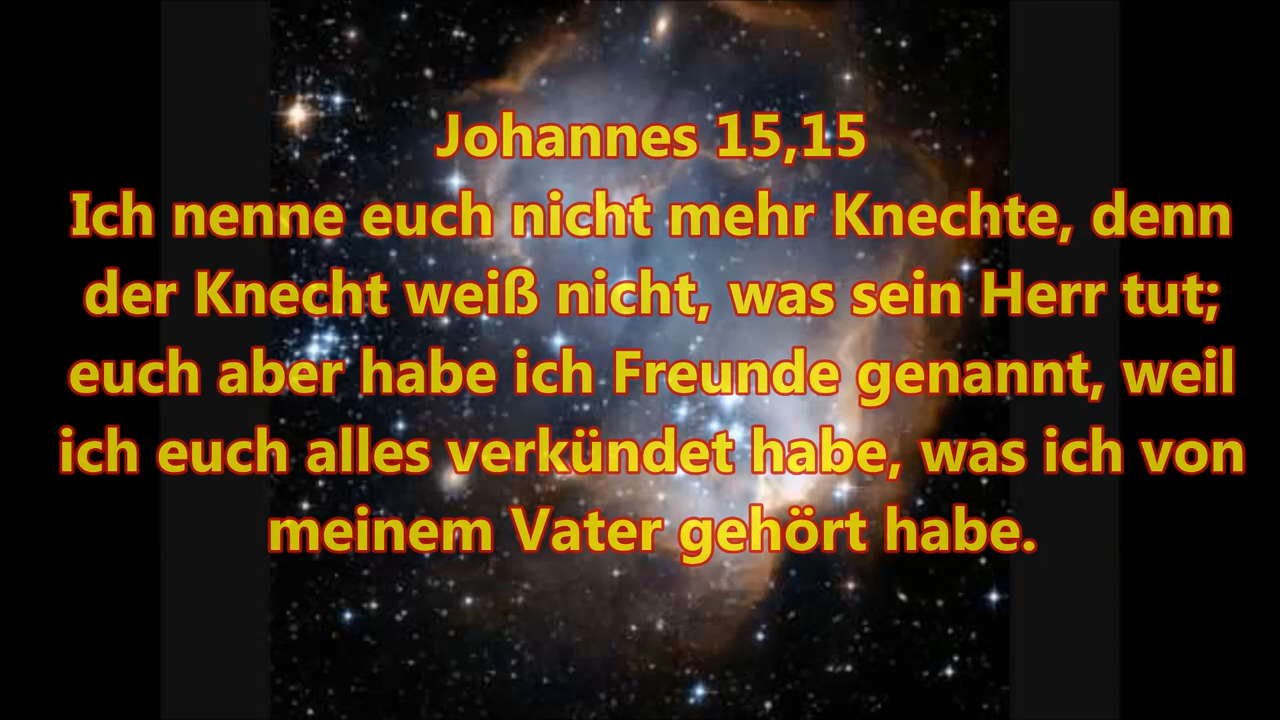 Johannes 15,15
Ich nenne euch nicht mehr Knechte, denn
der Knecht weiß nicht, was sein Herr tut;
euch aber habe ich Freunde genannt, weil
ich euch alles verkündet habe, was ich von
meinem Vater gehört habe.